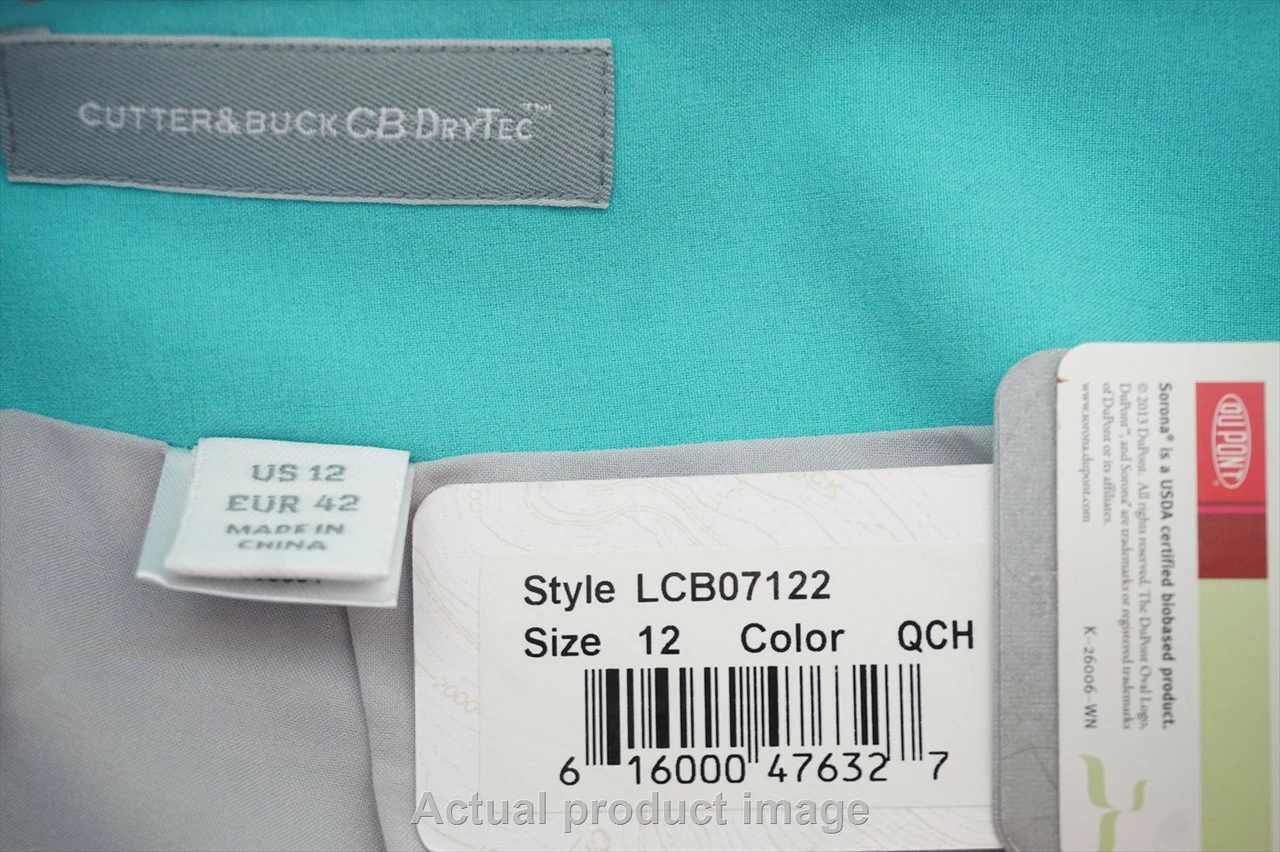 CUTTER&BUCK CB DRYTEC™
US 12
EUR 42
MADE IN
CHINA
Style LCB07122
Size 12 Color QCH
6 16000 47632 7
DUPONT®
Sorona® is a USDA certified biobased product.
© 2013 DuPont. All rights reserved. The DuPont Oval Logo,
DuPont™, and Sorona® are trademarks or registered trademarks
of DuPont or its affiliates.
www.sorona.dupont.com K-26006 WN
2000
Actual product image